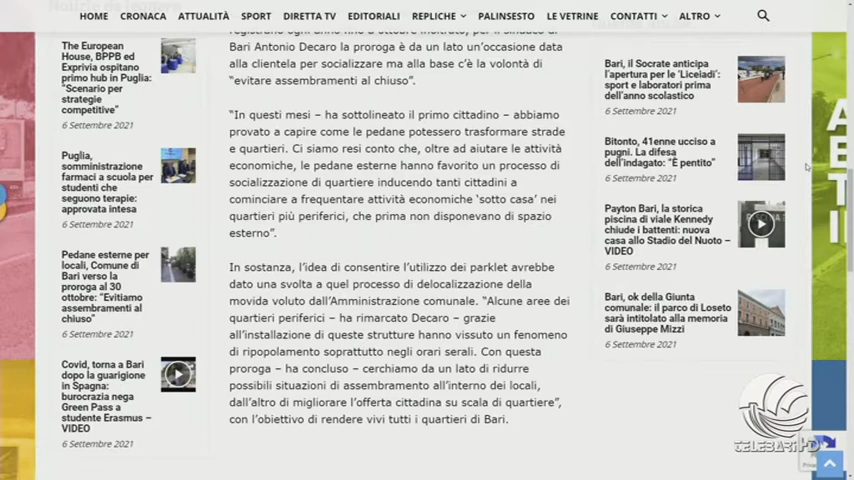 HOME CRONACA ATTUALITÀ SPORT DIRETTA TV EDITORIALI REPLICHE PALINSESTO LE VETRINE CONTATTI ALTRO
The European
House, BPPB ed
Exprivia ospitano
primo hub in Puglia:
“Scenario per
strategie
competitive”
6 Settembre 2021
Puglia,
somministrazione
farmaci a scuola per
studenti che
seguono terapie:
approvata intesa
6 Settembre 2021
Pedane esterne per
locali, Comune di
Bari verso la
proroga al 30
ottobre: “Evitiamo
assembramenti al
chiuso”
6 Settembre 2021
Covid, torna a Bari
dopo la guarigione
in Spagna:
burocrazia nega
Green Pass a
studente Erasmus –
VIDEO
6 Settembre 2021
registrano ogni anno fino a ottobre inoltrato, per il sindaco di
Bari Antonio Decaro la proroga è da un lato un’occasione data
alla clientela per socializzare ma alla base c’è la volontà di
“evitare assembramenti al chiuso”.
“In questi mesi – ha sottolineato il primo cittadino – abbiamo
provato a capire come le pedane potessero trasformare strade
e quartieri. Ci siamo resi conto che, oltre ad aiutare le attività
economiche, le pedane esterne hanno favorito un processo di
socializzazione di quartiere inducendo tanti cittadini a
cominciare a frequentare attività economiche ‘sotto casa’ nei
quartieri più periferici, che prima non disponevano di spazio
esterno”.
In sostanza, l’idea di consentire l’utilizzo dei parklet avrebbe
dato una svolta a quel processo di delocalizzazione della
movida voluto dall’Amministrazione comunale. “Alcune aree dei
quartieri periferici – ha rimarcato Decaro – grazie
all’installazione di queste strutture hanno vissuto un fenomeno
di ripopolamento soprattutto negli orari serali. Con questa
proroga – ha concluso – cerchiamo da un lato di ridurre
possibili situazioni di assembramento all’interno dei locali,
dall’altro di migliorare l’offerta cittadina su scala di quartiere”,
con l’obiettivo di rendere vivi tutti i quartieri di Bari.
Bari, il Socrate anticipa
l’apertura per le ‘Liceiadi’:
sport e laboratori prima
dell’anno scolastico
6 Settembre 2021
Bitonto, 41enne ucciso a
pugni. La difesa
dell’indagato: “È pentito”
6 Settembre 2021
Payton Bari, la storica
piscina di viale Kennedy
chiude i battenti: nuova
casa allo Stadio del Nuoto –
VIDEO
6 Settembre 2021
Bari, ok della Giunta
comunale: il parco di Loseto
sarà intitolato alla memoria
di Giuseppe Mizzi
6 Settembre 2021
TELEBARI HD